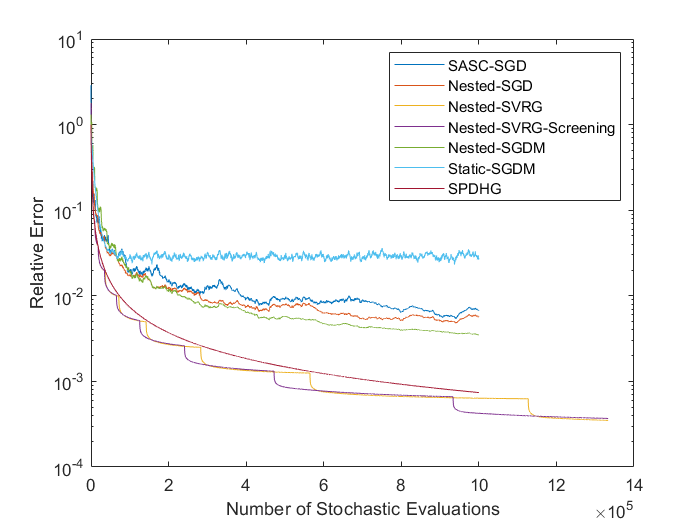 10^1
10^0
10^-1
10^-2
10^-3
10^-4
Relative Error
SASC-SGD
Nested-SGD
Nested-SVRG
Nested-SVRG-Screening
Nested-SGDM
Static-SGDM
SPDHG
0 2 4 6 8 10 12 14
Number of Stochastic Evaluations
×10^5